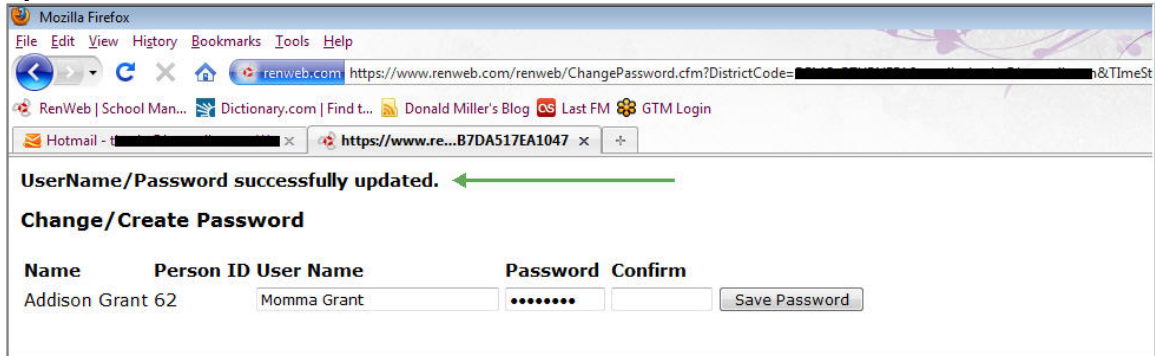 Mozilla Firefox
File Edit View History Bookmarks Tools Help
renweb.com https://www.renweb.com/renweb/ChangePassword.cfm?DistrictCode= n&TImeSt
RenWeb | School Man... Dictionary.com | Find t... Donald Miller's Blog Last FM GTM Login
Hotmail - t https://www.re...B7DA517EA1047
UserName/Password successfully updated.
Change/Create Password
Name Person ID User Name Password Confirm
Addison Grant 62 Momma Grant •••••••• Save Password